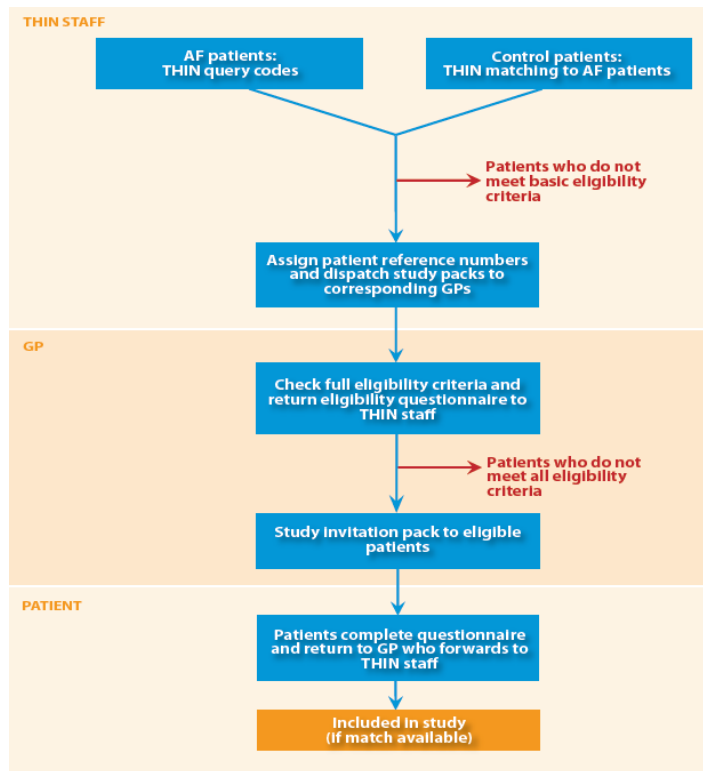 THIN STAFF
AF patients:
THIN query codes
Control patients:
THIN matching to AF patients
Patients who do not
meet basic eligibility
criteria
Assign patient reference numbers
and dispatch study packs to
corresponding GPs
GP
Check full eligibility criteria and
return eligibility questionnaire to
THIN staff
Patients who do not
meet all eligibility
criteria
Study invitation pack to eligible
patients
PATIENT
Patients complete questionnaire
and return to GP who forwards to
THIN staff
Included in study
(if match available)